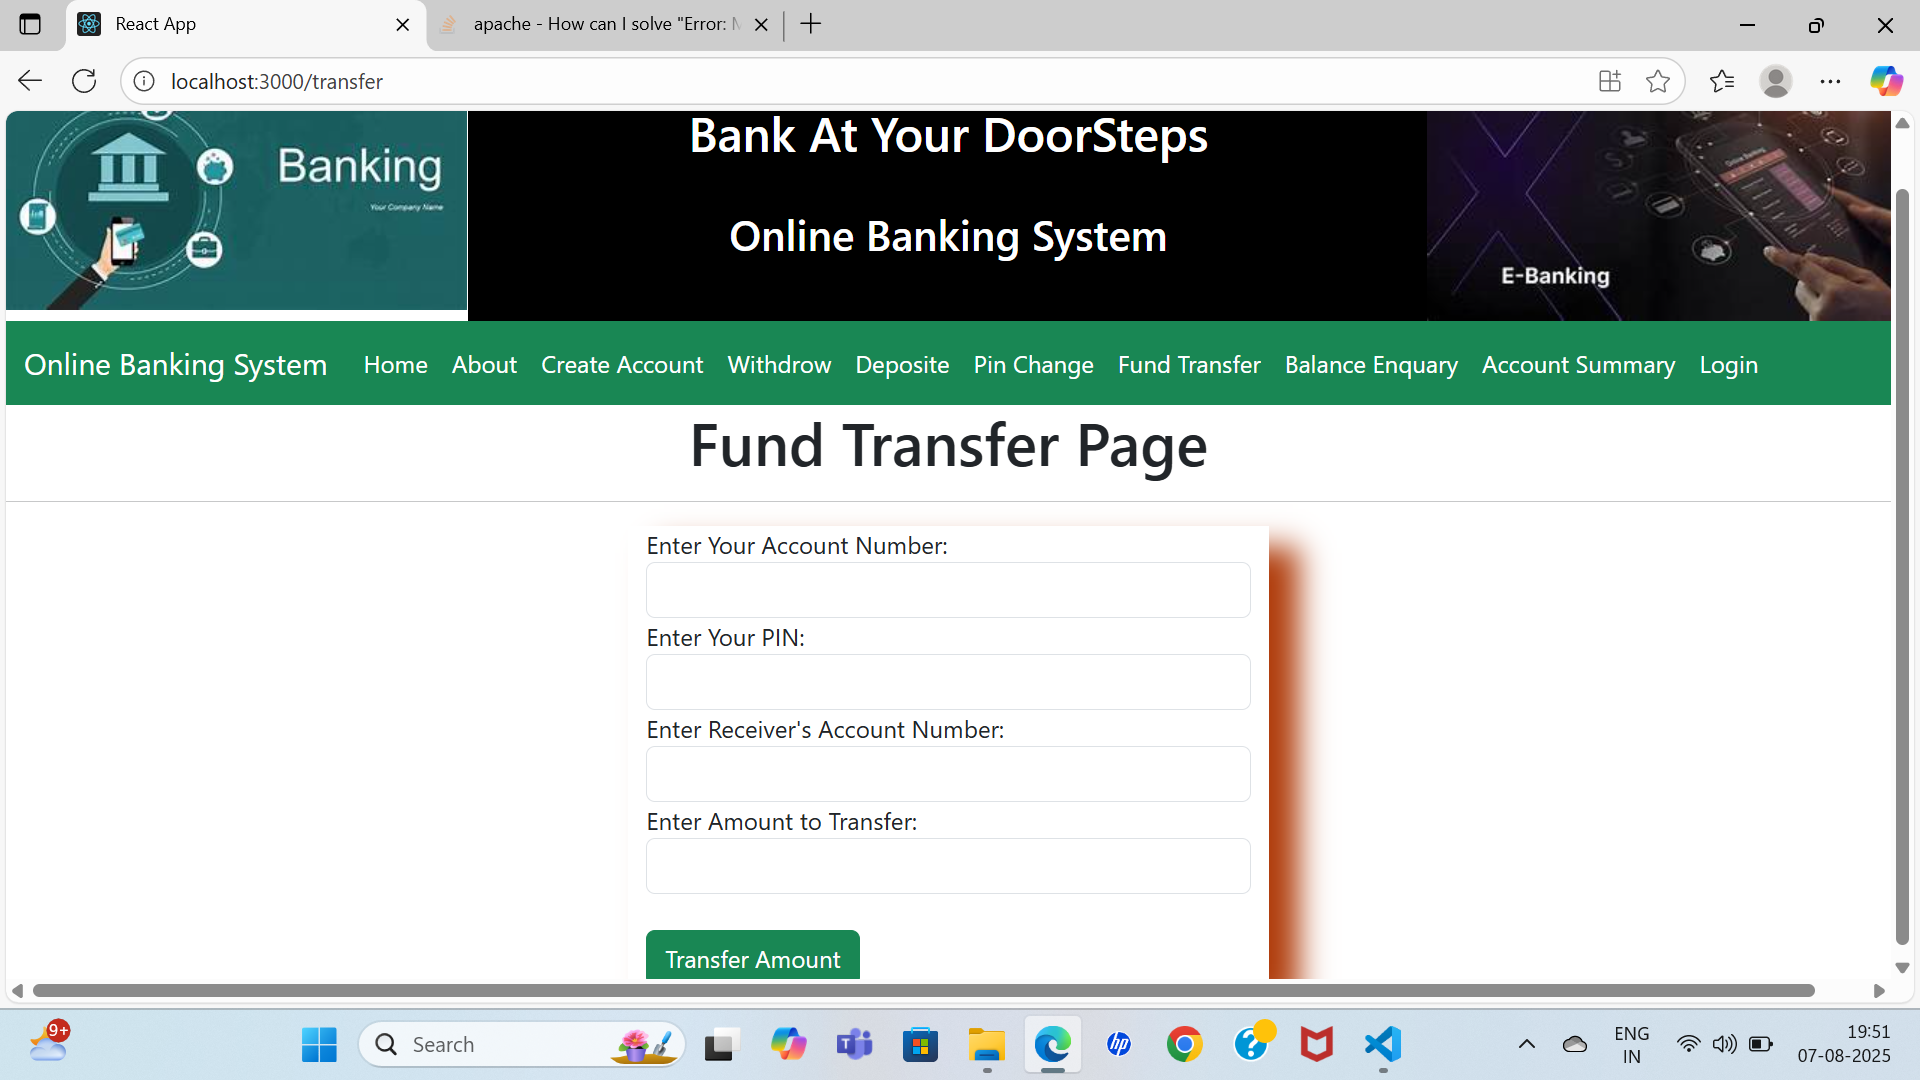 React App
apache - How can I solve "Error: M
localhost:3000/transfer
Banking
Your Company Name
Bank At Your DoorSteps
Online Banking System
E-Banking
Online Banking System Home About Create Account Withdrow Deposite Pin Change Fund Transfer Balance Enquary Account Summary Login
Fund Transfer Page
Enter Your Account Number:
Enter Your PIN:
Enter Receiver's Account Number:
Enter Amount to Transfer:
Transfer Amount
9+
Search
hp
ENG
IN
19:51
07-08-2025